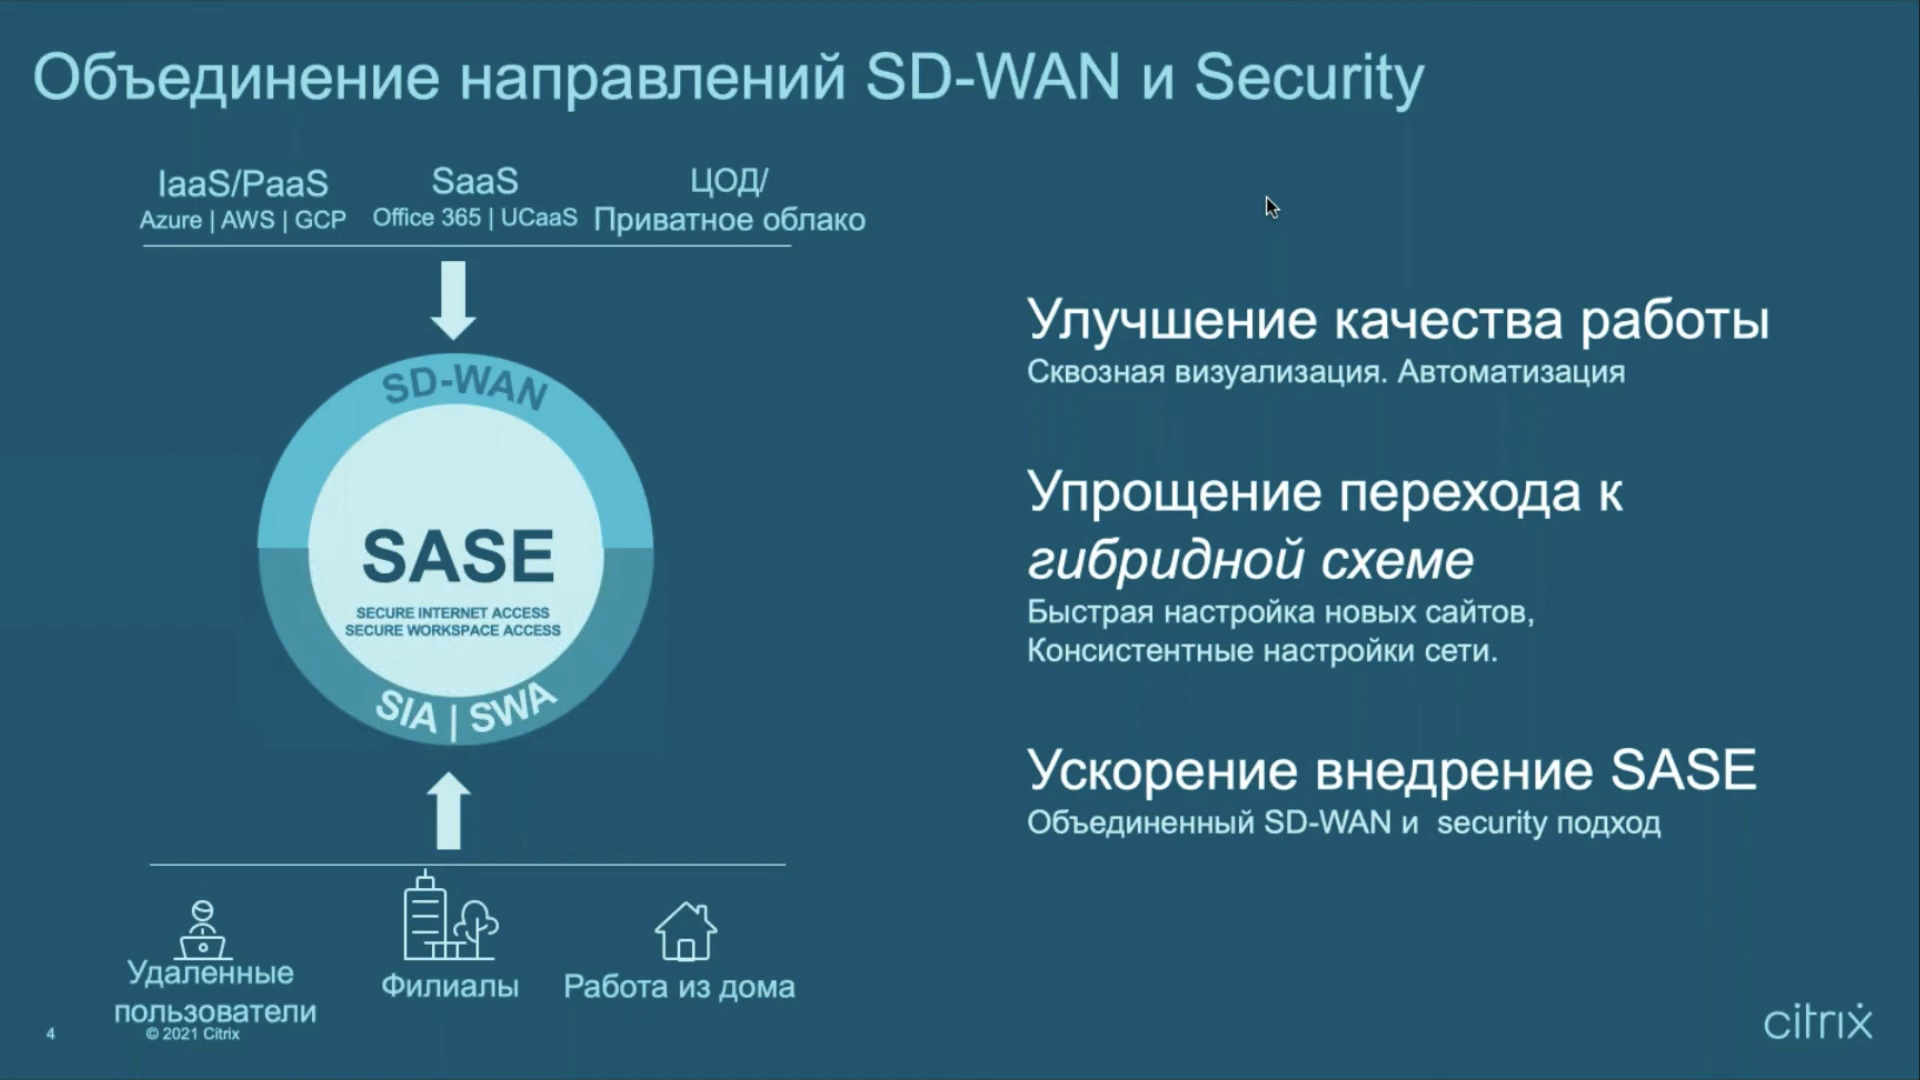 Объединение направлений SD-WAN и Security
IaaS/PaaS
Azure | AWS | GCP
SaaS
Office 365 | UCaaS
ЦОД/
Приватное облако
SD-WAN
SASE
SECURE INTERNET ACCESS
SECURE WORKSPACE ACCESS
SIA | SWA
Удаленные
пользователи
Филиалы
Работа из дома
Улучшение качества работы
Сквозная визуализация. Автоматизация
Упрощение перехода к
гибридной схеме
Быстрая настройка новых сайтов,
Консистентные настройки сети.
Ускорение внедрение SASE
Объединенный SD-WAN и security подход
4
© 2021 Citrix
citrix